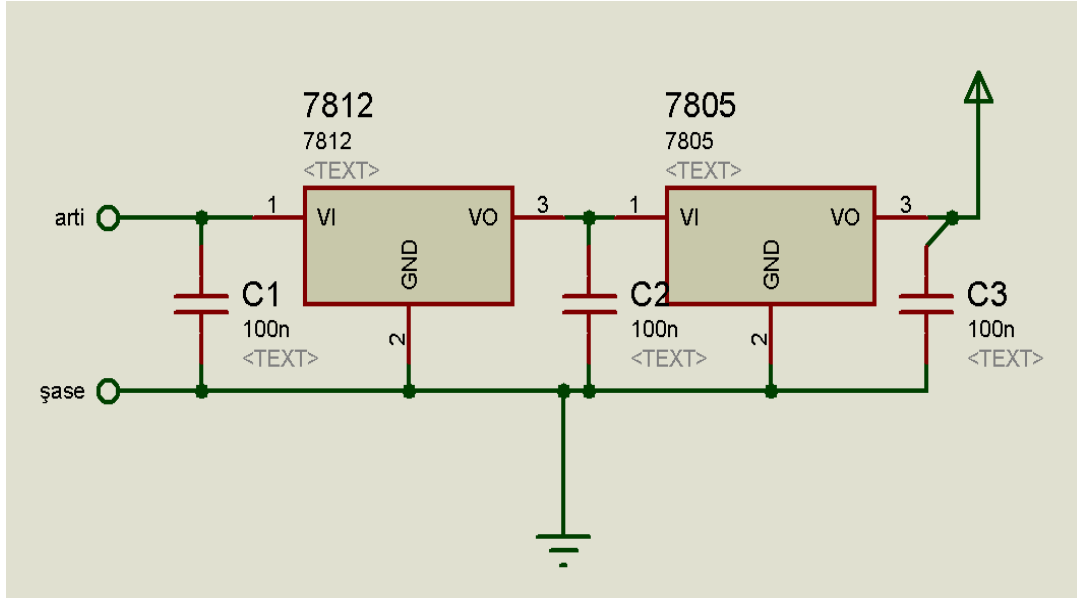 7812
7812
<TEXT>
7805
7805
<TEXT>
arti
1
VI
VO
3
GND
2
1
VI
VO
3
GND
2
C1
100n
<TEXT>
C2
100n
<TEXT>
C3
100n
<TEXT>
şase